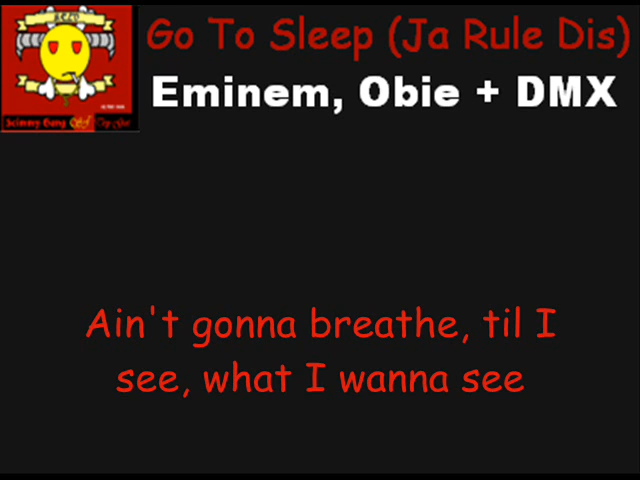 Go To Sleep (Ja Rule Dis)
Eminem, Obie + DMX
Ain't gonna breathe, til I
see, what I wanna see